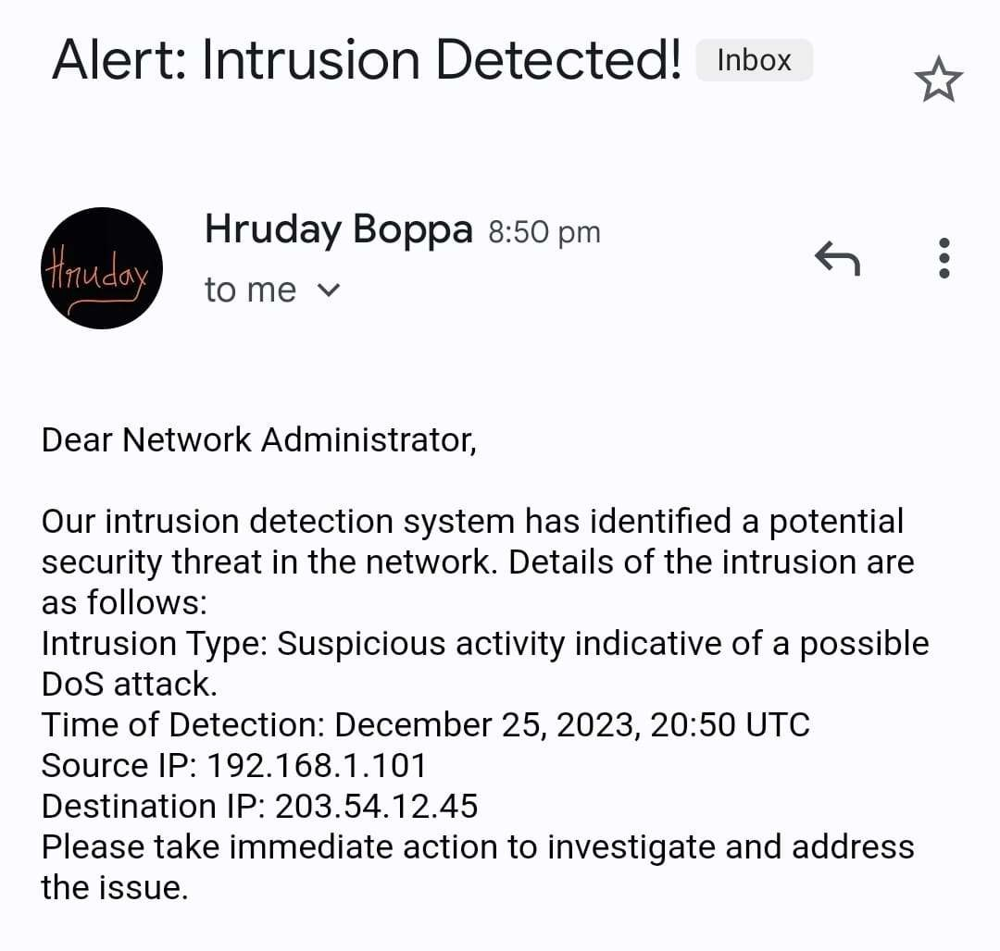 Alert: Intrusion Detected! Inbox
Hruday
Hruday Boppa 8:50 pm
to me
Dear Network Administrator,
Our intrusion detection system has identified a potential
security threat in the network. Details of the intrusion are
as follows:
Intrusion Type: Suspicious activity indicative of a possible
DoS attack.
Time of Detection: December 25, 2023, 20:50 UTC
Source IP: 192.168.1.101
Destination IP: 203.54.12.45
Please take immediate action to investigate and address
the issue.